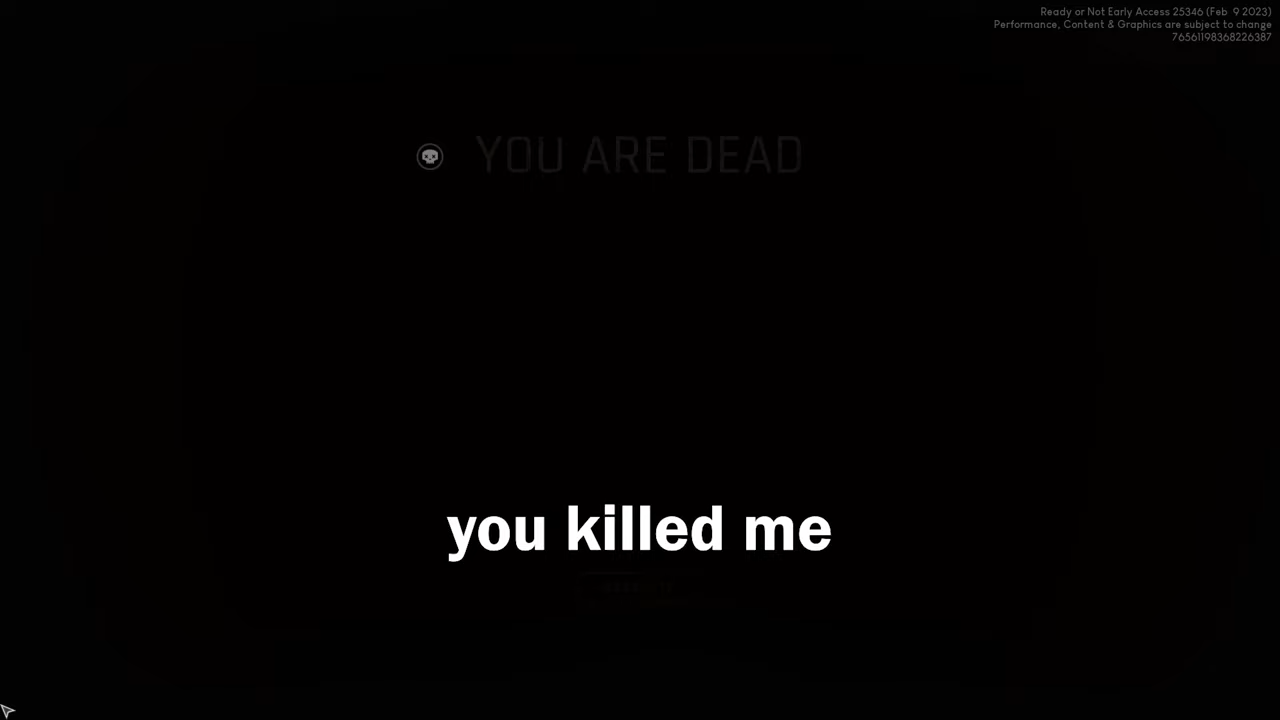 Ready or Not Early Access 25346 (Feb 9 2023)
Performance, Content & Graphics are subject to change
76561198368226387
YOU ARE DEAD
you killed me